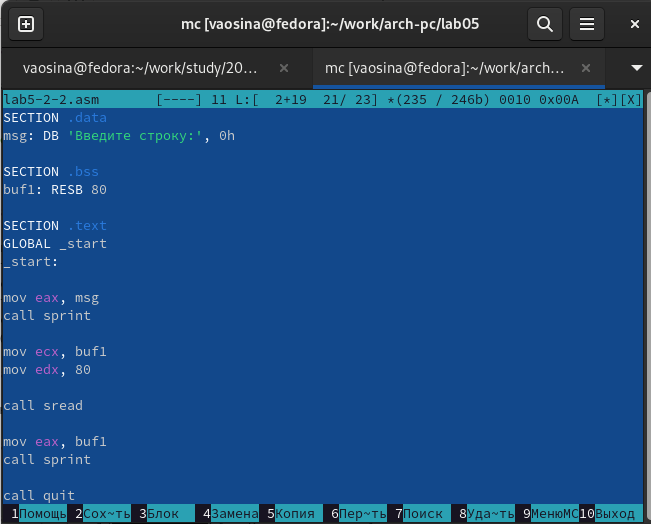 mc [vaosina@fedora]:~/work/arch-pc/lab05
vaosina@fedora:~/work/study/20... × mc [vaosina@fedora]:~/work/arch... ×
lab5-2-2.asm [----] 11 L:[ 2+19 21/ 23] *(235 / 246b) 0010 0x00A [*][X]
SECTION .data
msg: DB 'Введите строку:', 0h
SECTION .bss
buf1: RESB 80
SECTION .text
GLOBAL _start
_start:
mov eax, msg
call sprint
mov ecx, buf1
mov edx, 80
call sread
mov eax, buf1
call sprint
call quit
1Помощь 2Сох~ть 3Блок 4Замена 5Копия 6Пер~ть 7Поиск 8Уда~ть 9МенюMC 10Выход